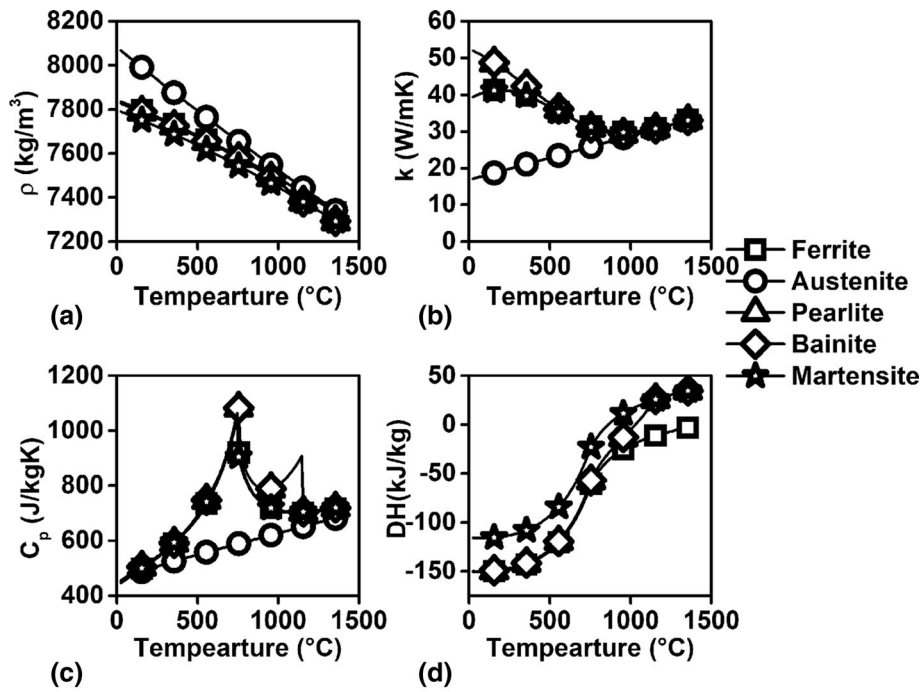 8200
8000
7800
7600
7400
7200
ρ (kg/m³)
0 500 1000 1500
Tempearture (°C)
(a)
60
50
40
30
20
10
0
k (W/mK)
0 500 1000 1500
Tempearture (°C)
(b)
Ferrite
Austenite
Pearlite
Bainite
Martensite
1200
1000
800
600
400
Cp (J/kgK)
0 500 1000 1500
Tempearture (°C)
(c)
50
0
-50
-100
-150
DH(kJ/kg)
0 500 1000 1500
Tempearture (°C)
(d)